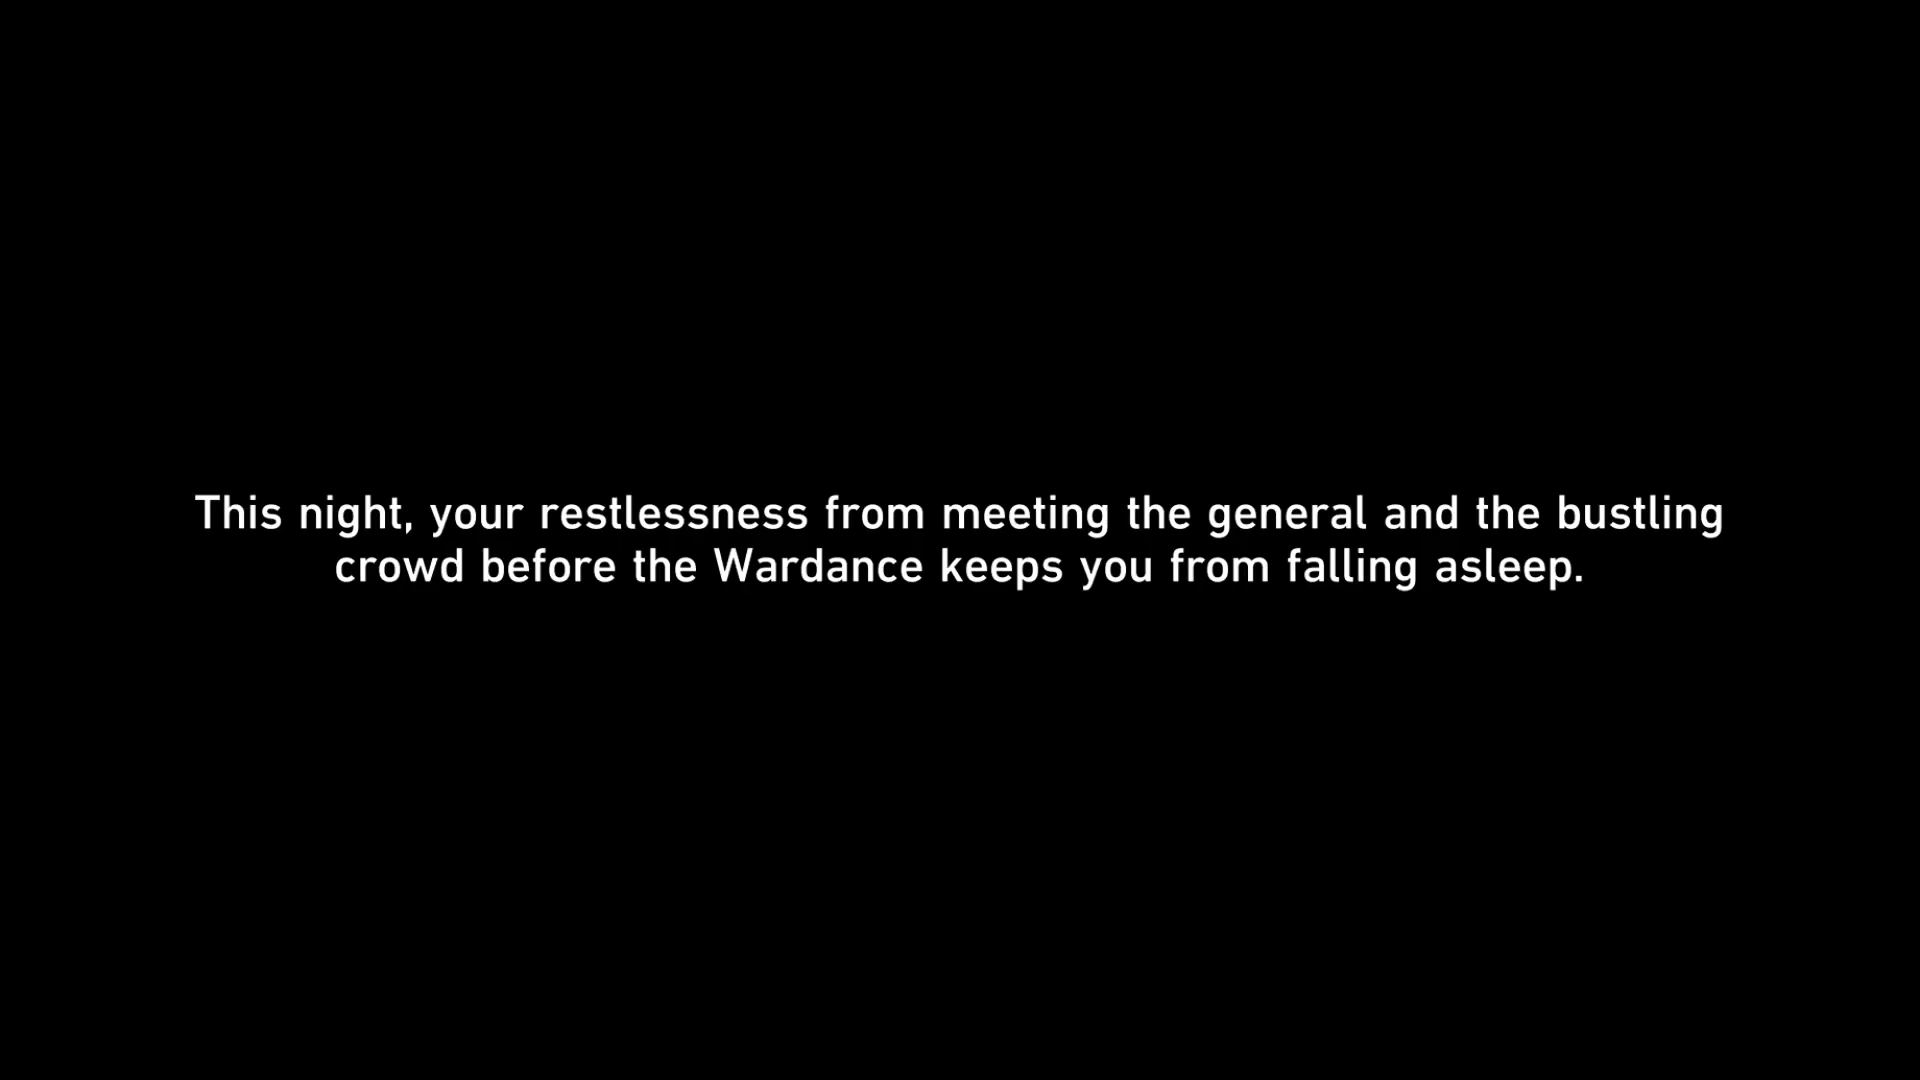 This night, your restlessness from meeting the general and the bustling
crowd before the Wardance keeps you from falling asleep.